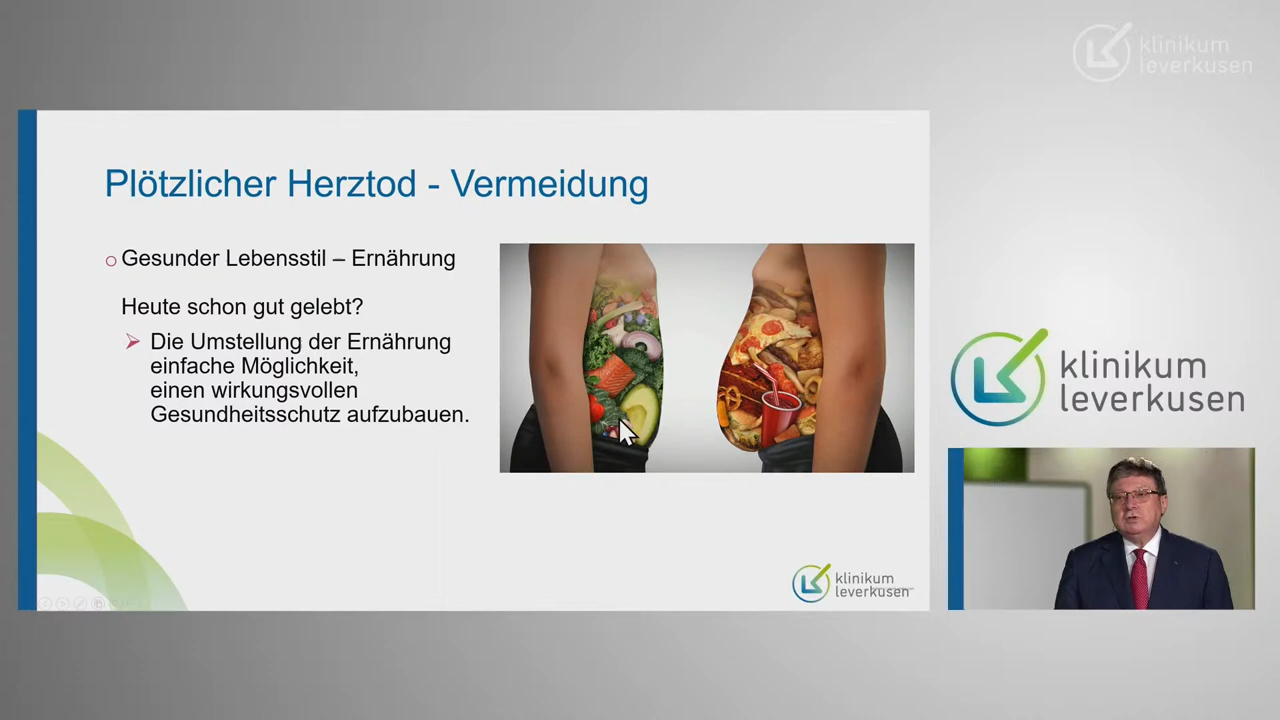 klinikum
leverkusen
Plötzlicher Herztod - Vermeidung
Gesunder Lebensstil – Ernährung
Heute schon gut gelebt?
Die Umstellung der Ernährung
einfache Möglichkeit,
einen wirkungsvollen
Gesundheitsschutz aufzubauen.
klinikum
leverkusen
klinikum
leverkusen